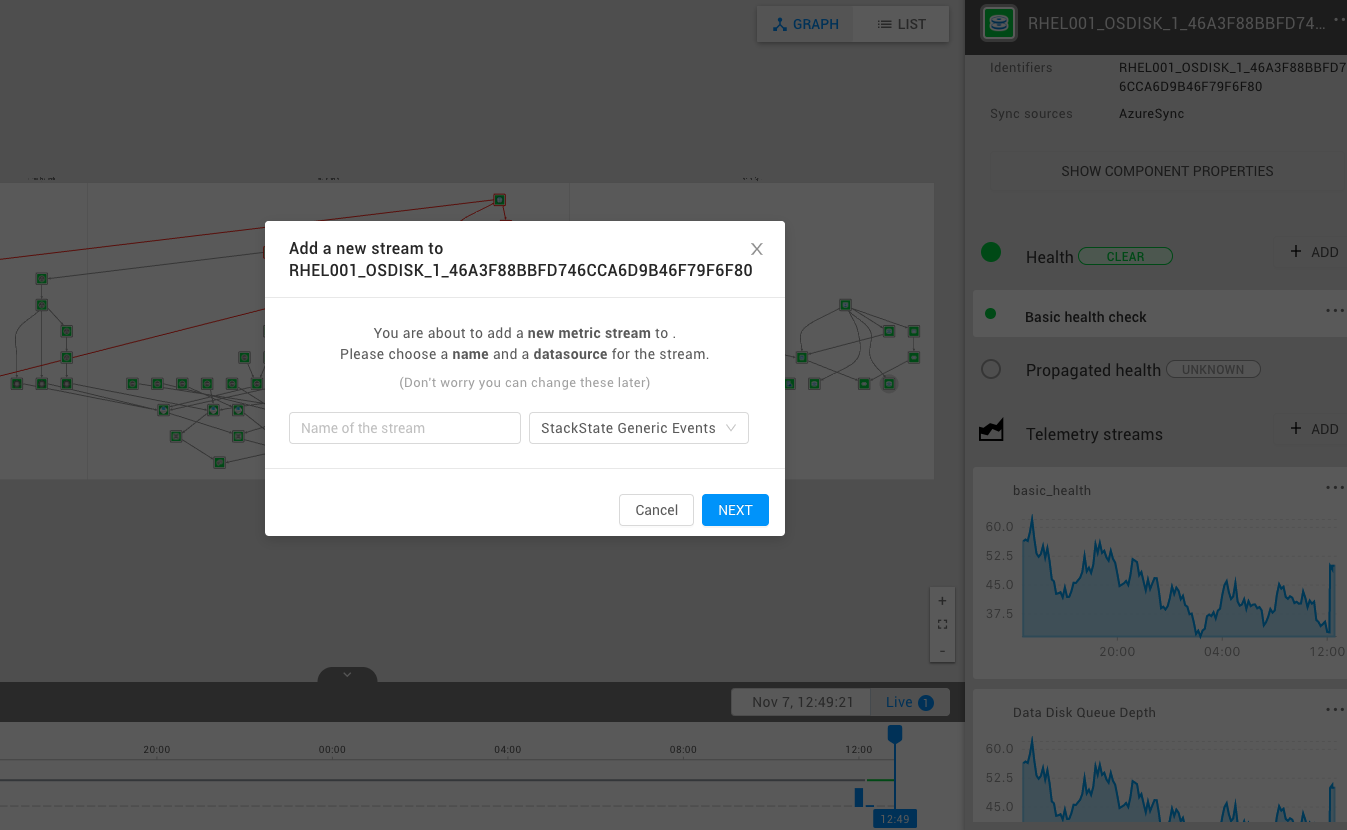 GRAPH
LIST
RHEL001_OSDISK_1_46A3F88BBFD74...
Identifiers
RHEL001_OSDISK_1_46A3F88BBFD7
6CCA6D9B46F79F6F80
Sync sources
AzureSync
SHOW COMPONENT PROPERTIES
Health
CLEAR
+ ADD
Basic health check
Propagated health
UNKNOWN
Telemetry streams
+ ADD
basic_health
60.0
52.5
45.0
37.5
20:00
04:00
12:00
Data Disk Queue Depth
60.0
52.5
45.0
Add a new stream to
RHEL001_OSDISK_1_46A3F88BBFD746CCA6D9B46F79F6F80
You are about to add a new metric stream to .
Please choose a name and a datasource for the stream.
(Don't worry you can change these later)
Name of the stream
StackState Generic Events
Cancel
NEXT
+
-
Nov 7, 12:49:21
Live
1
20:00
00:00
04:00
08:00
12:00
12:49